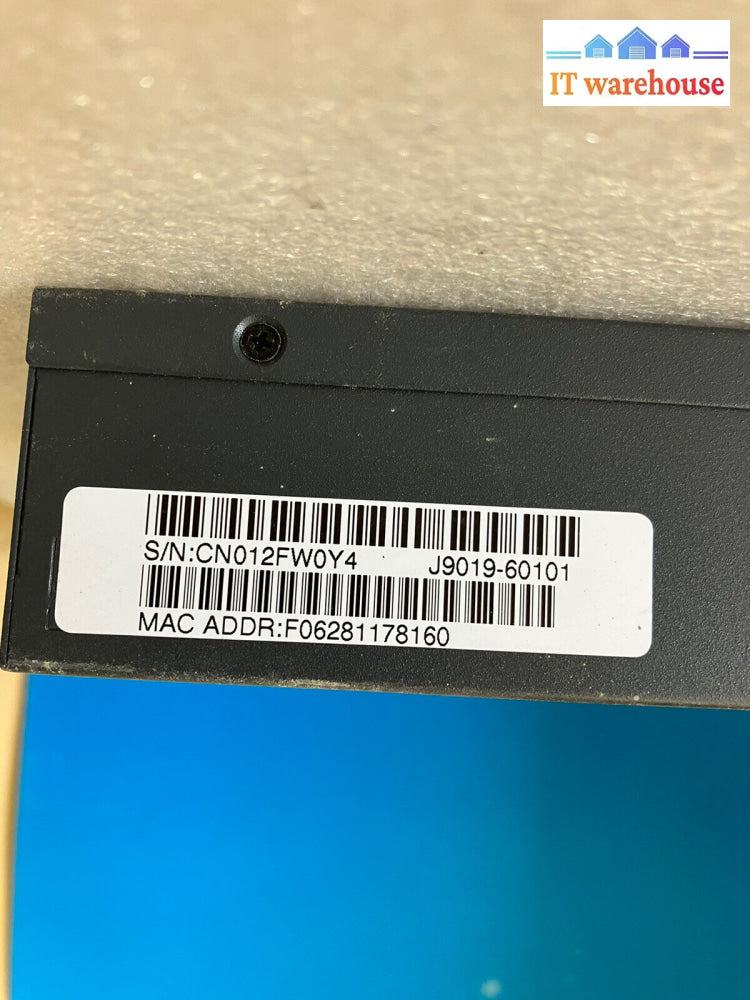 IT warehouse
S/N:CN012FW0Y4 J9019-60101
MAC ADDR:F06281178160